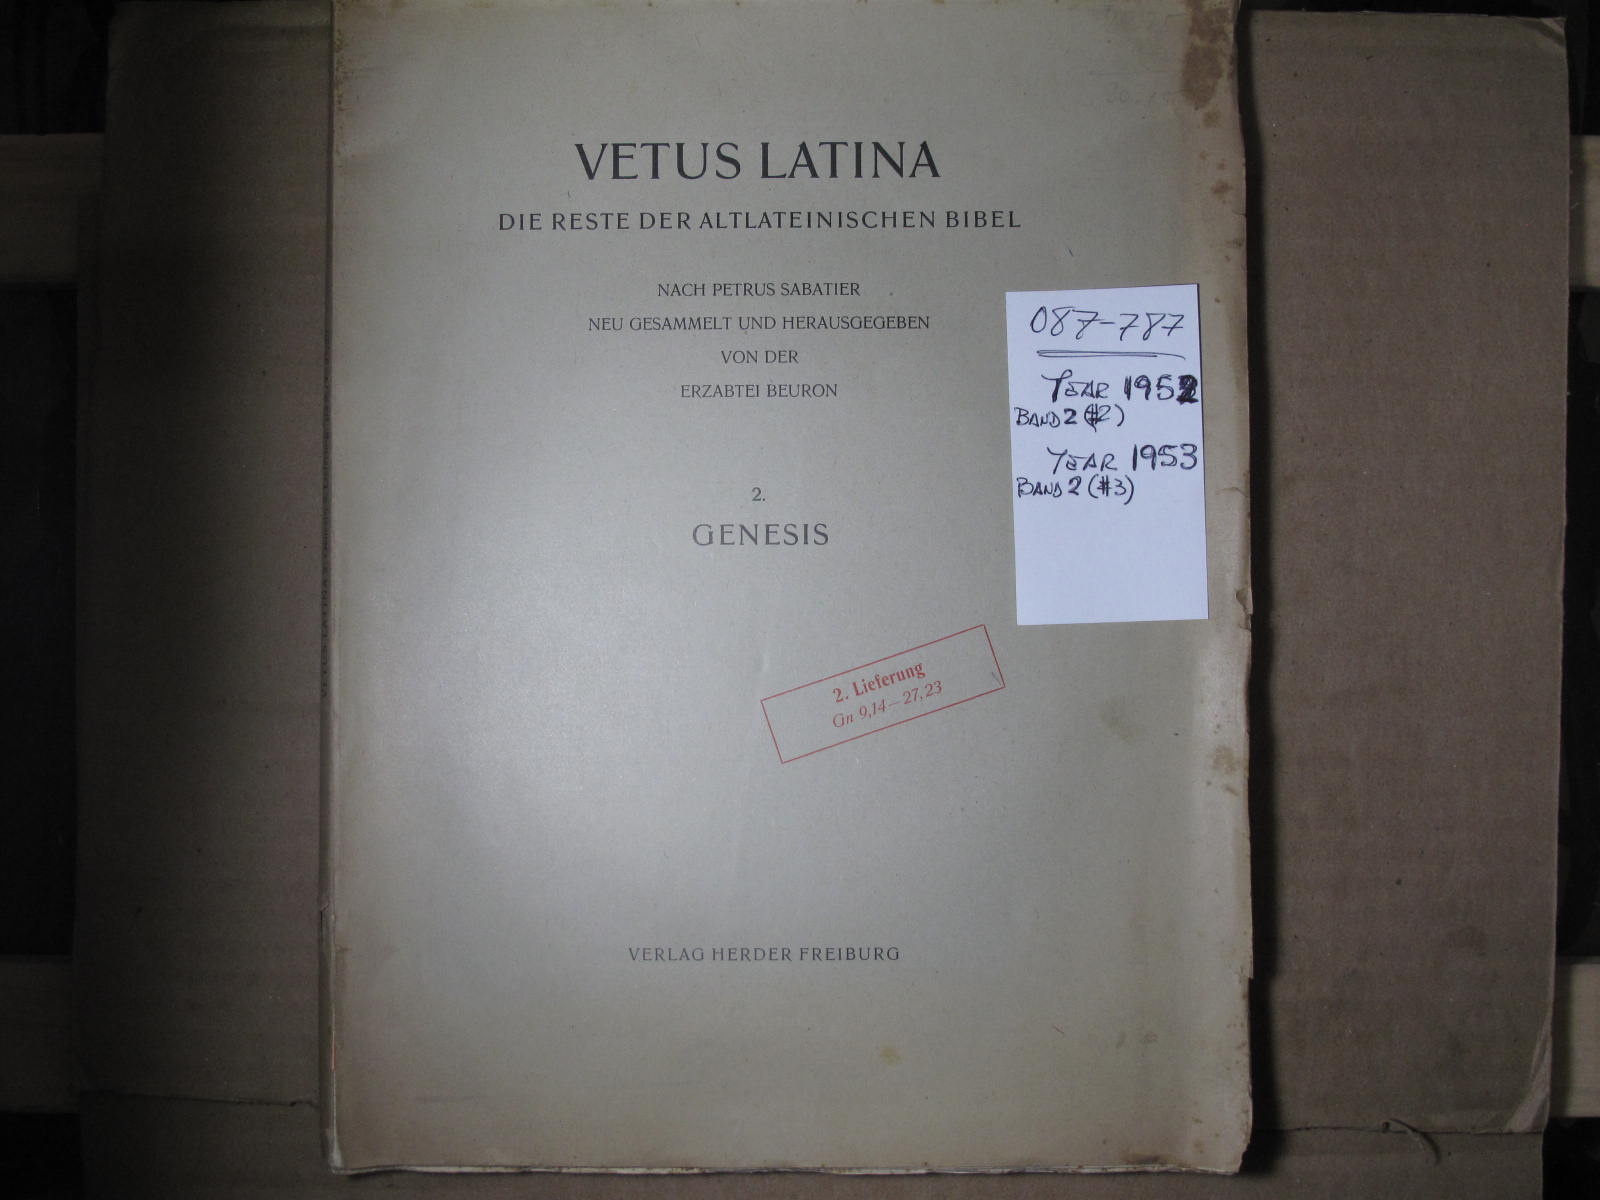 VETUS LATINA
DIE RESTE DER ALTLATEINISCHEN BIBEL
NACH PETRUS SABATIER
NEU GESAMMELT UND HERAUSGEGEBEN
VON DER
ERZABTEI BEURON
2.
GENESIS
2. Lieferung
Gn 9,14—27,23
VERLAG HERDER FREIBURG
087-787
YEAR 1952
BAND 2 (#2)
YEAR 1953
BAND 2 (#3)